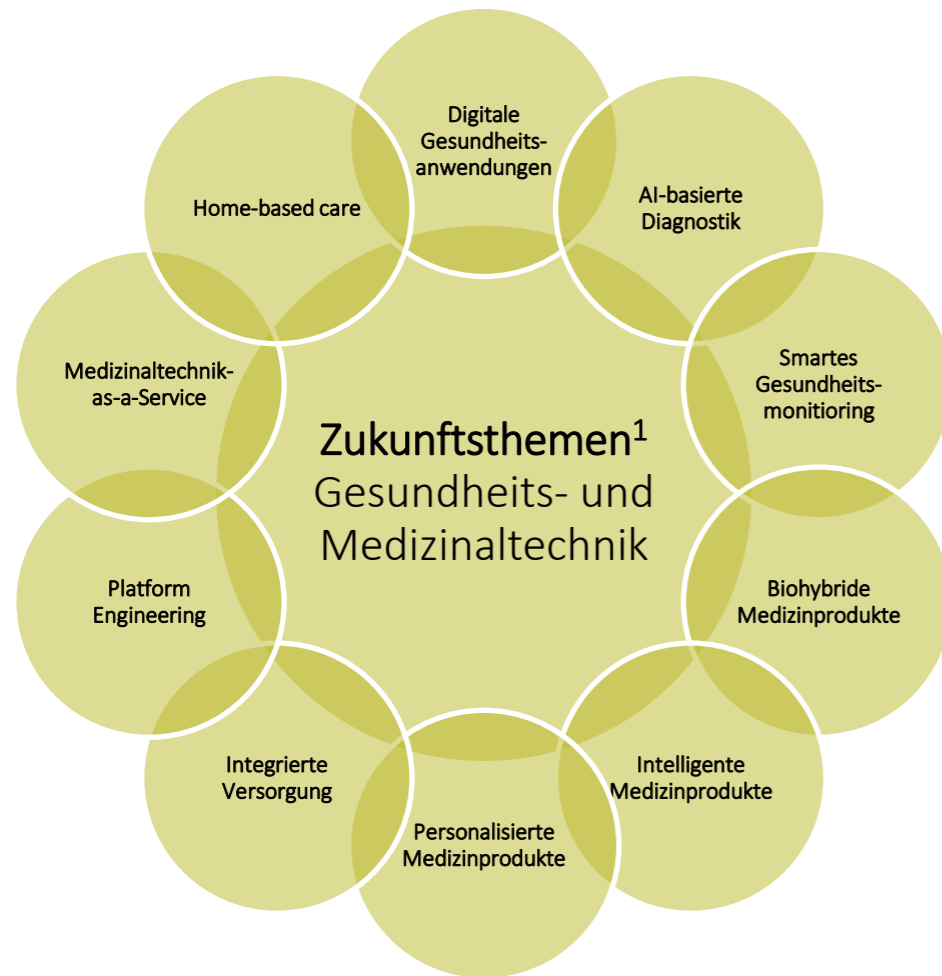 Digitale
Gesundheits-
anwendungen
AI-basierte
Diagnostik
Smartes
Gesundheits-
monitioring
Biohybride
Medizinprodukte
Intelligente
Medizinprodukte
Personalisierte
Medizinprodukte
Integrierte
Versorgung
Platform
Engineering
Medizinaltechnik-
as-a-Service
Home-based care
Zukunftsthemen¹
Gesundheits- und
Medizinaltechnik